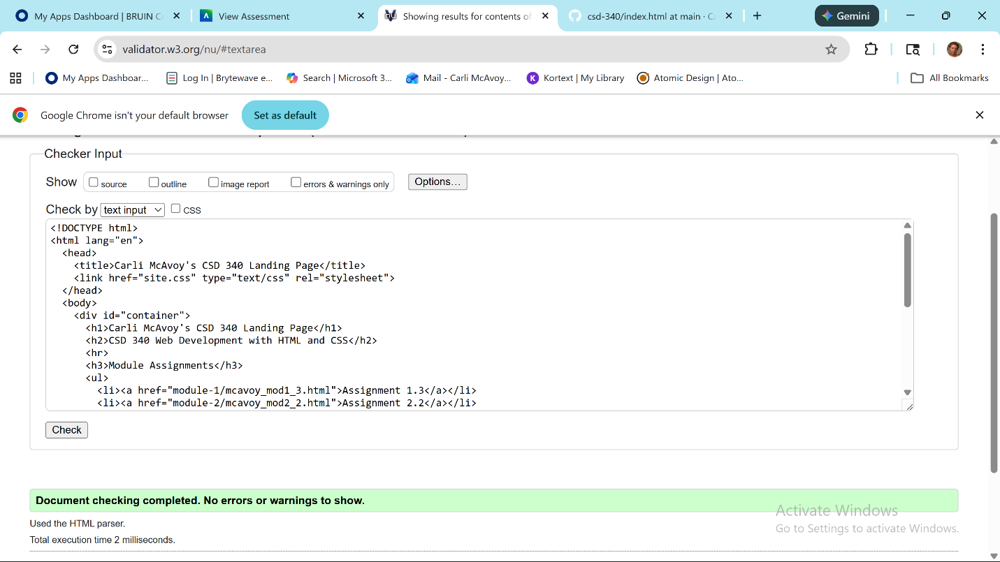 My Apps Dashboard | BRUIN C
View Assessment
Showing results for contents of
csd-340/index.html at main · C
Gemini
validator.w3.org/nu/#textarea
My Apps Dashboar...
Log In | Brytewave e...
Search | Microsoft 3...
Mail - Carli McAvoy...
K
Kortext | My Library
Atomic Design | Ato...
All Bookmarks
Google Chrome isn't your default browser
Set as default
Checker Input
Show
source
outline
image report
errors & warnings only
Options...
Check by
text input
css
<!DOCTYPE html>
<html lang="en">
<head>
<title>Carli McAvoy's CSD 340 Landing Page</title>
<link href="site.css" type="text/css" rel="stylesheet">
</head>
<body>
<div id="container">
<h1>Carli McAvoy's CSD 340 Landing Page</h1>
<h2>CSD 340 Web Development with HTML and CSS</h2>
<hr>
<h3>Module Assignments</h3>
<ul>
<li><a href="module-1/mcavoy_mod1_3.html">Assignment 1.3</a></li>
<li><a href="module-2/mcavoy_mod2_2.html">Assignment 2.2</a></li>
Check
Document checking completed. No errors or warnings to show.
Used the HTML parser.
Total execution time 2 milliseconds.
Activate Windows
Go to Settings to activate Windows.